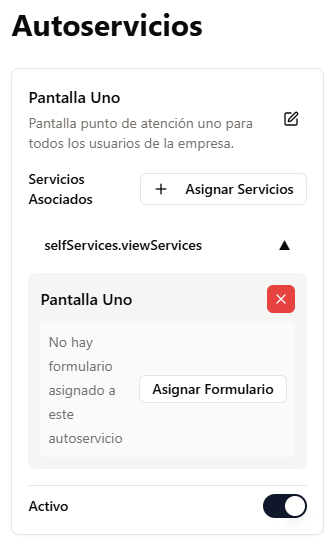 Autoservicios
Pantalla Uno
Pantalla punto de atención uno para
todos los usuarios de la empresa.
Servicios
Asociados
Asignar Servicios
selfServices.viewServices
Pantalla Uno
No hay
formulario
asignado a
este
autoservicio
Asignar Formulario
Activo